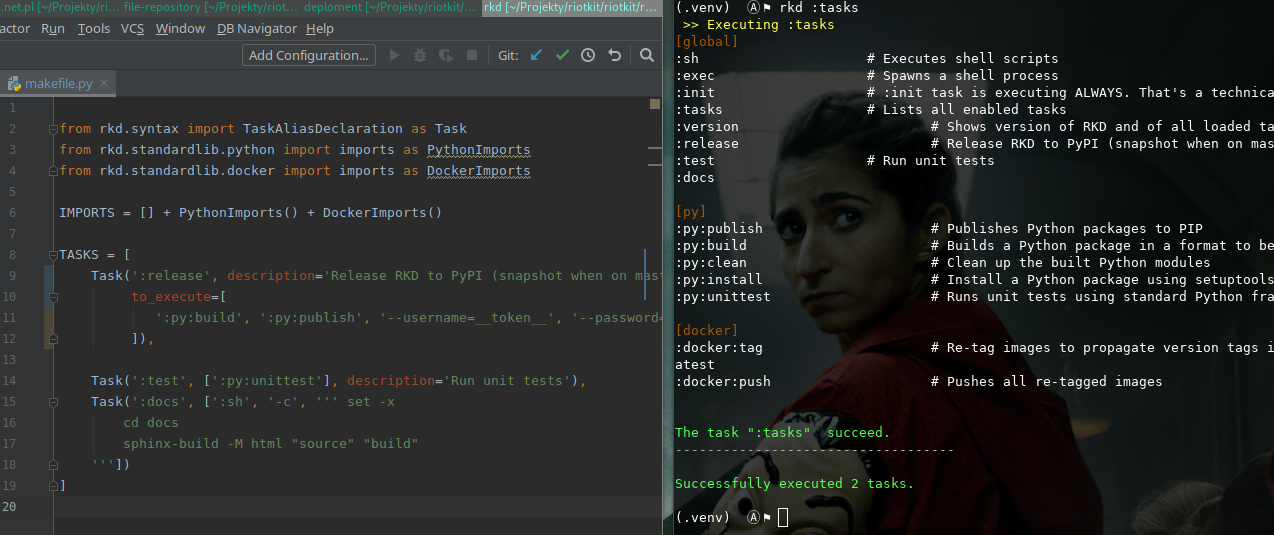 .net.pl [~/Projekty/ri... file-repository [~/Projekty/riotkit/... deploment [~/Projekty/riotkit/riotkit/... rkd [~/Projekty/riotkit/riotkit/r...
actor Run Tools VCS Window DB Navigator Help
Add Configuration... Git:
makefile.py
1
2 from rkd.syntax import TaskAliasDeclaration as Task
3 from rkd.standardlib.python import imports as PythonImports
4 from rkd.standardlib.docker import imports as DockerImports
5
6 IMPORTS = [] + PythonImports() + DockerImports()
7
8 TASKS = [
9 Task(':release', description='Release RKD to PyPI (snapshot when on mast
10 to_execute=[
11 ':py:build', ':py:publish', '--username=__token__', '--password=
12 ]),
13
14 Task(':test', [':py:unittest'], description='Run unit tests'),
15 Task(':docs', [':sh', '-c', ''' set -x
16 cd docs
17 sphinx-build -M html "source" "build"
18 '''])
19 ]
20
(.venv) Ⓐ⚑ rkd :tasks
>> Executing :tasks
[global]
:sh # Executes shell scripts
:exec # Spawns a shell process
:init # :init task is executing ALWAYS. That's a technica
:tasks # Lists all enabled tasks
:version # Shows version of RKD and of all loaded ta
:release # Release RKD to PyPI (snapshot when on mas
:test # Run unit tests
:docs
[py]
:py:publish # Publishes Python packages to PIP
:py:build # Builds a Python package in a format to be
:py:clean # Clean up the built Python modules
:py:install # Install a Python package using setuptools
:py:unittest # Runs unit tests using standard Python fra
[docker]
:docker:tag # Re-tag images to propagate version tags i
atest
:docker:push # Pushes all re-tagged images
The task ":tasks" succeed.
-----------------------------------
Successfully executed 2 tasks.
(.venv) Ⓐ⚑